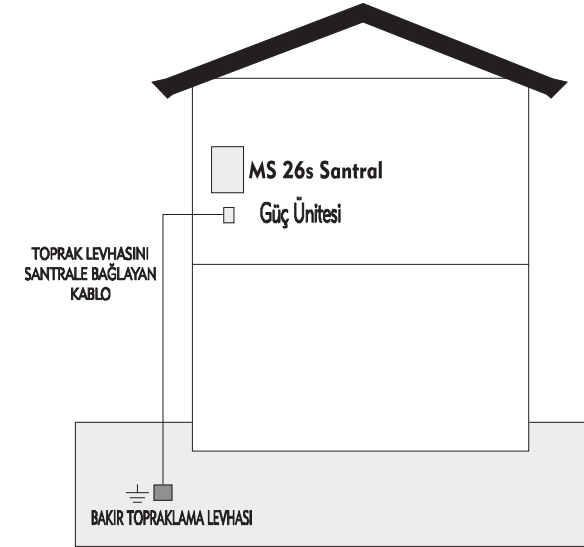 MS 26s Santral
Güç Ünitesi
TOPRAK LEVHASINI
SANTRALE BAĞLAYAN
KABLO
BAKIR TOPRAKLAMA LEVHASI